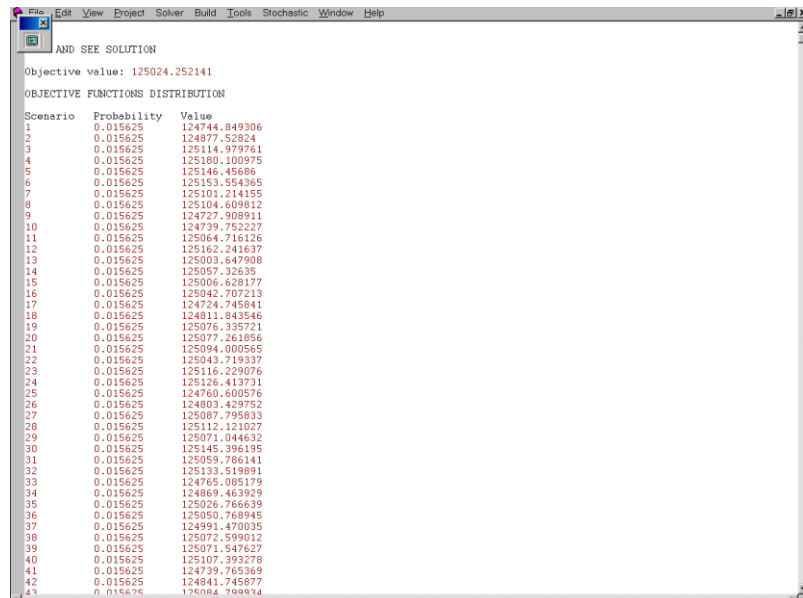 File Edit View Project Solver Build Tools Stochastic Window Help
AND SEE SOLUTION
Objective value: 125024.252141
OBJECTIVE FUNCTIONS DISTRIBUTION
Scenario Probability Value
1 0.015625 124744.849306
2 0.015625 124877.52824
3 0.015625 125114.979761
4 0.015625 125180.100975
5 0.015625 125146.45686
6 0.015625 125153.554365
7 0.015625 125101.214155
8 0.015625 125104.609812
9 0.015625 124727.908911
10 0.015625 124739.752227
11 0.015625 125064.716126
12 0.015625 125162.241637
13 0.015625 125003.647908
14 0.015625 125057.32635
15 0.015625 125006.628177
16 0.015625 125042.707213
17 0.015625 124724.745841
18 0.015625 124811.843546
19 0.015625 125076.335721
20 0.015625 125077.261856
21 0.015625 125094.000565
22 0.015625 125043.719337
23 0.015625 125116.229076
24 0.015625 125126.413731
25 0.015625 124760.600576
26 0.015625 124803.429752
27 0.015625 125087.795833
28 0.015625 125112.121027
29 0.015625 125071.044632
30 0.015625 125145.396195
31 0.015625 125059.786141
32 0.015625 125133.519891
33 0.015625 124765.085179
34 0.015625 124869.463929
35 0.015625 125026.766639
36 0.015625 125050.768945
37 0.015625 124991.470035
38 0.015625 125072.599012
39 0.015625 125071.547627
40 0.015625 125107.393278
41 0.015625 124739.765369
42 0.015625 124841.745877
43 0.015625 125084.799934